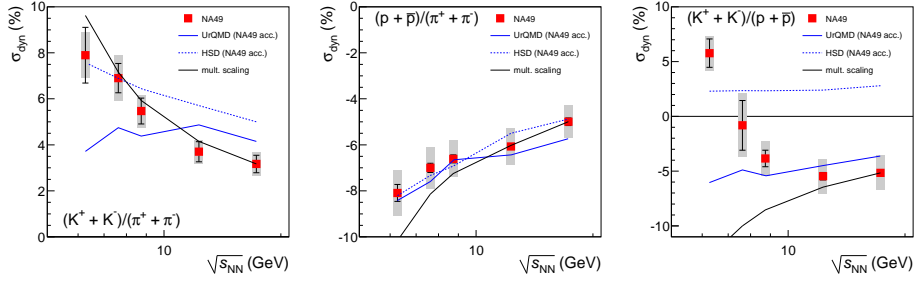 σdyn (%)
10
8
6
4
2
0
NA49
UrQMD (NA49 acc.)
HSD (NA49 acc.)
mult. scaling
(K⁺ + K⁻)/(π⁺ + π⁻)
10
√sNN (GeV)
σdyn (%)
0
-2
-4
-6
-8
-10
(p + p̅)/(π⁺ + π⁻)
NA49
UrQMD (NA49 acc.)
HSD (NA49 acc.)
mult. scaling
10
√sNN (GeV)
σdyn (%)
10
5
0
-5
-10
(K⁺ + K⁻)/(p + p̅)
NA49
UrQMD (NA49 acc.)
HSD (NA49 acc.)
mult. scaling
10
√sNN (GeV)